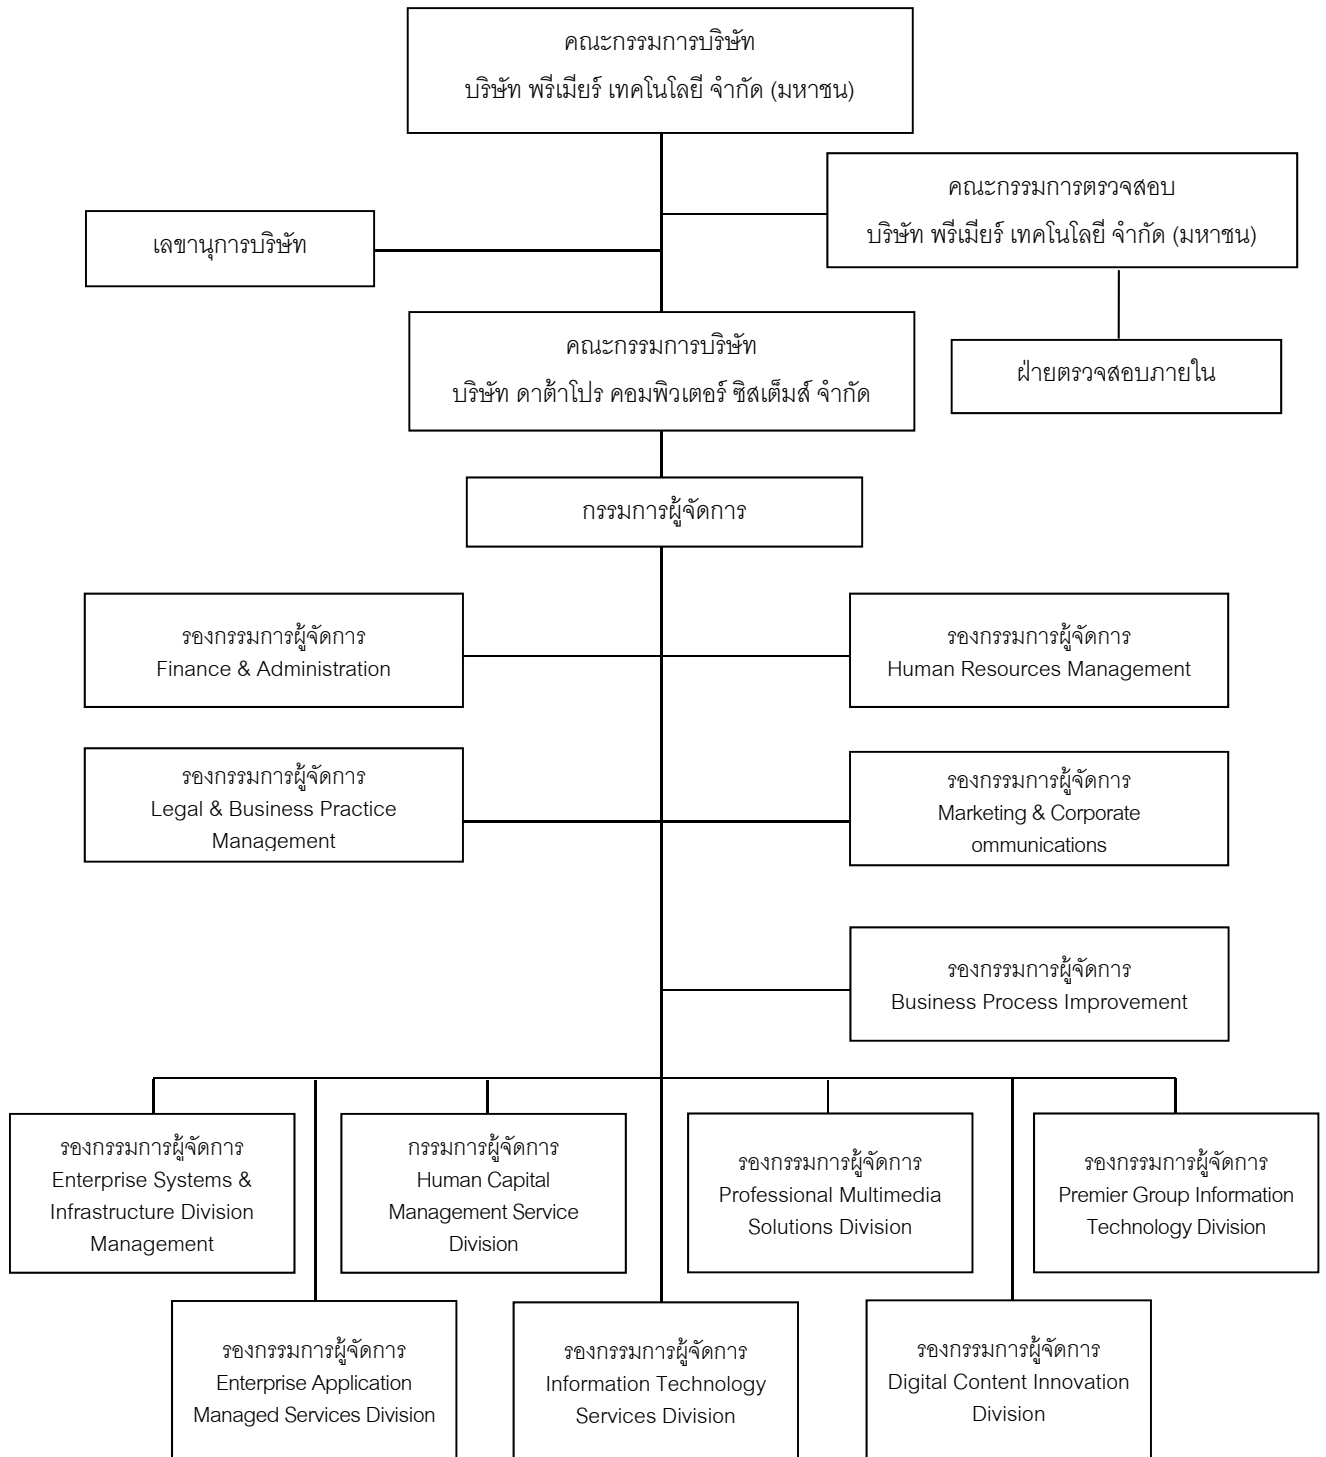 คณะกรรมการบริษัท
บริษัท พรีเมียร์ เทคโนโลยี จำกัด (มหาชน)
คณะกรรมการตรวจสอบ
บริษัท พรีเมียร์ เทคโนโลยี จำกัด (มหาชน)
เลขานุการบริษัท
ฝ่ายตรวจสอบภายใน
คณะกรรมการบริษัท
บริษัท ดาต้าโปร คอมพิวเตอร์ ซิสเต็มส์ จำกัด
กรรมการผู้จัดการ
รองกรรมการผู้จัดการ
Finance & Administration
รองกรรมการผู้จัดการ
Human Resources Management
รองกรรมการผู้จัดการ
Legal & Business Practice
Management
รองกรรมการผู้จัดการ
Marketing & Corporate
ommunications
รองกรรมการผู้จัดการ
Business Process Improvement
รองกรรมการผู้จัดการ
Enterprise Systems &
Infrastructure Division
Management
กรรมการผู้จัดการ
Human Capital
Management Service
Division
รองกรรมการผู้จัดการ
Professional Multimedia
Solutions Division
รองกรรมการผู้จัดการ
Premier Group Information
Technology Division
รองกรรมการผู้จัดการ
Enterprise Application
Managed Services Division
รองกรรมการผู้จัดการ
Information Technology
Services Division
รองกรรมการผู้จัดการ
Digital Content Innovation
Division